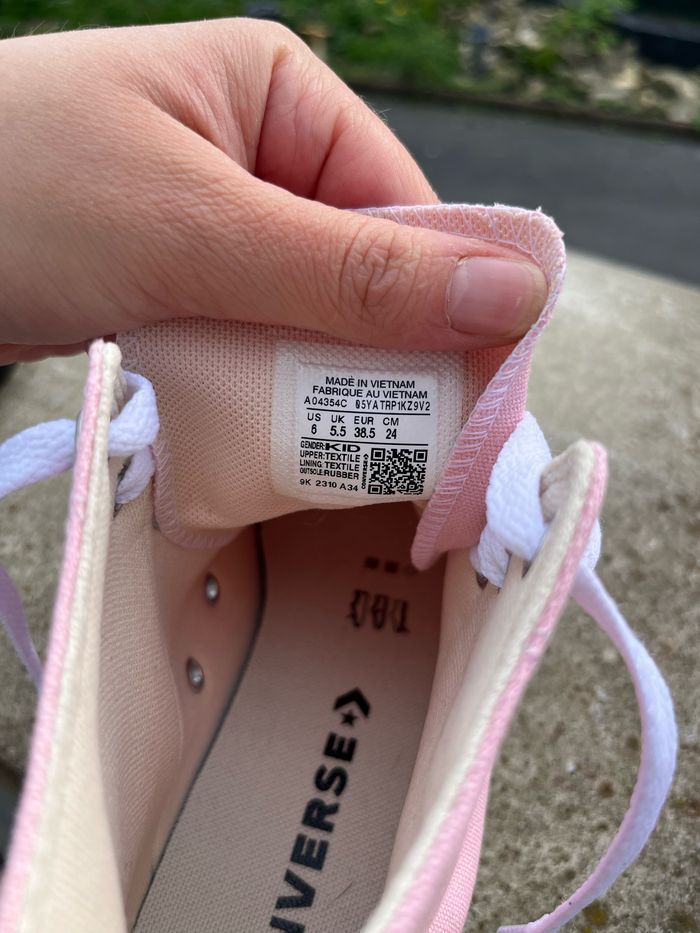 MADE IN VIETNAM
FABRIQUE AU VIETNAM
A04354C 05YATRP1KZ9V2
US UK EUR CM
6 5.5 38.5 24
GENDER: KID
UPPER: TEXTILE
LINING: TEXTILE
OUTSOLE: RUBBER
CONVERSE
9K 2310 A34
NVERSE